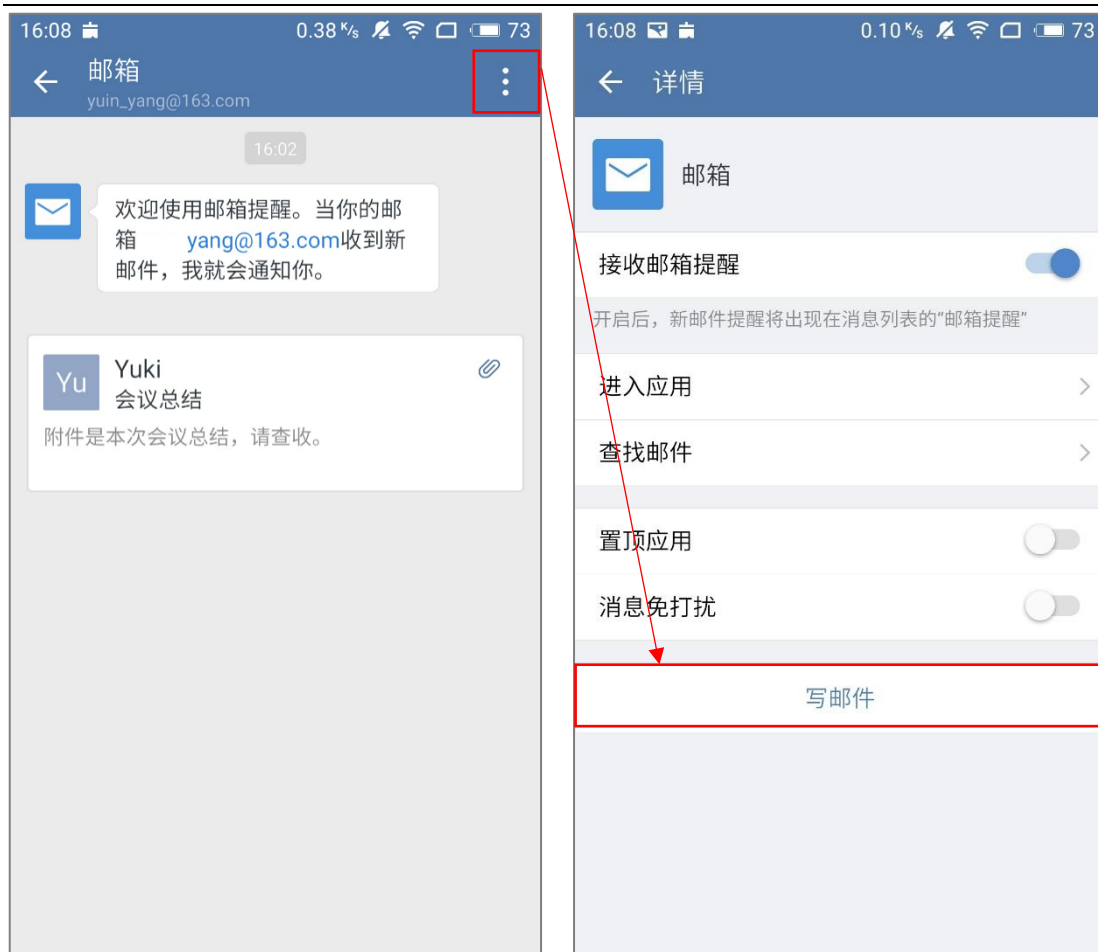 16:08
0.38 K/s
73
邮箱
yuin_yang@163.com
16:02
欢迎使用邮箱提醒。当你的邮
箱 yang@163.com收到新
邮件，我就会通知你。
Yu
Yuki
会议总结
附件是本次会议总结，请查收。
16:08
0.10 K/s
73
详情
邮箱
接收邮箱提醒
开启后，新邮件提醒将出现在消息列表的“邮箱提醒”
进入应用
查找邮件
置顶应用
消息免打扰
写邮件